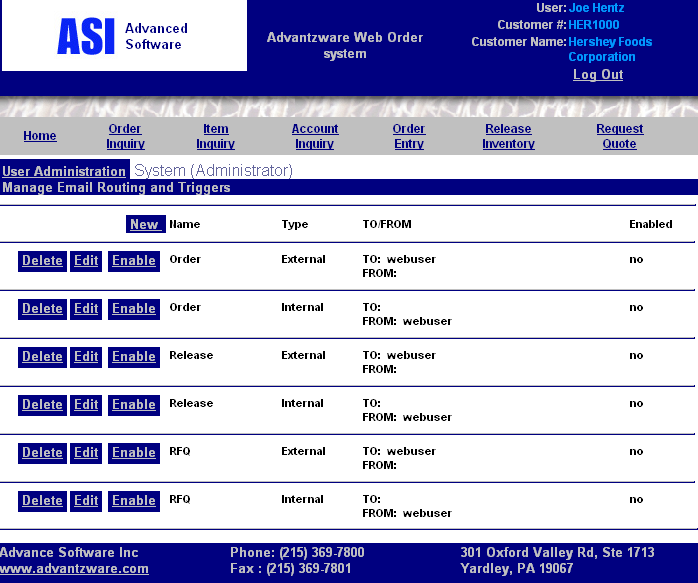 ASI Advanced Software
Advantzware Web Order system
User: Joe Hentz
Customer #: HER1000
Customer Name: Hershey Foods Corporation
Log Out
Home Order Inquiry Item Inquiry Account Inquiry Order Entry Release Inventory Request Quote
User Administration System (Administrator)
Manage Email Routing and Triggers
New Name Type TO/FROM Enabled
Delete Edit Enable Order External TO: webuser no
FROM:
Delete Edit Enable Order Internal TO: no
FROM: webuser
Delete Edit Enable Release External TO: webuser no
FROM:
Delete Edit Enable Release Internal TO: no
FROM: webuser
Delete Edit Enable RFQ External TO: webuser no
FROM:
Delete Edit Enable RFQ Internal TO: no
FROM: webuser
Advance Software Inc Phone: (215) 369-7800 301 Oxford Valley Rd, Ste 1713
www.advantzware.com Fax : (215) 369-7801 Yardley, PA 19067